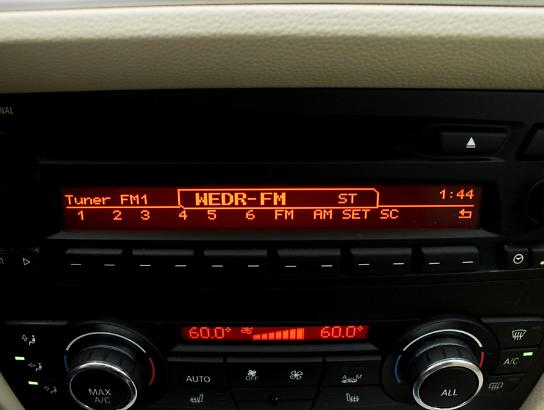 NAL
Tuner FM1 WEDR-FM ST 1:44
1 2 3 4 5 6 FM AM SET SC
60.0° 60.0°
AUTO OFF A M A/C
MAX A/C ALL